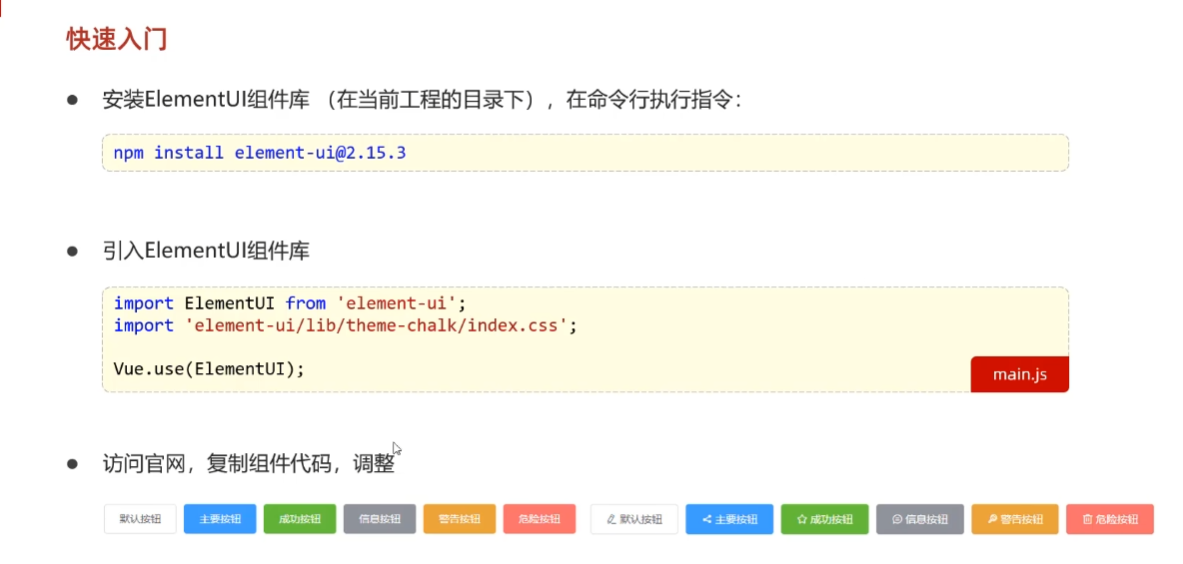 快速入门
安装ElementUI组件库 （在当前工程的目录下），在命令行执行指令：
npm install element-ui@2.15.3
引入ElementUI组件库
import ElementUI from 'element-ui';
import 'element-ui/lib/theme-chalk/index.css';
Vue.use(ElementUI);
main.js
访问官网，复制组件代码，调整
默认按钮 主要按钮 成功按钮 信息按钮 警告按钮 危险按钮 默认按钮 主要按钮 成功按钮 信息按钮 警告按钮 危险按钮